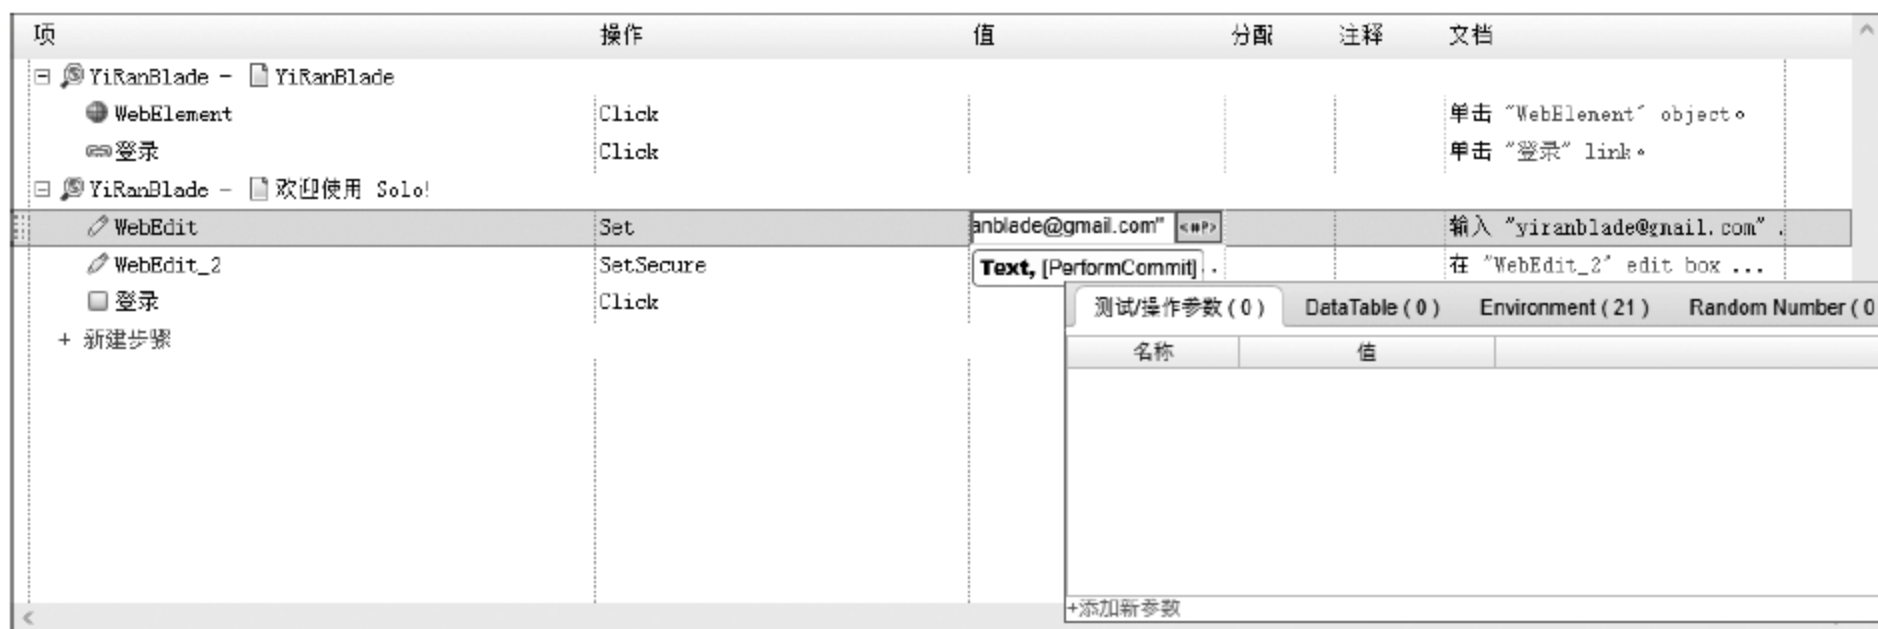 项 操作 值 分配 注释 文档
YiRanBlade - YiRanBlade
WebElement Click 单击 "WebElement" object。
登录 Click 单击 "登录" link。
YiRanBlade - 欢迎使用 Solo!
WebEdit Set anblade@gmail.com" <#P> 输入 "yiranblade@gmail.com" .
WebEdit_2 SetSecure Text, [PerformCommit] . 在 "WebEdit_2" edit box ...
登录 Click
+ 新建步骤
测试/操作参数 ( 0 ) DataTable ( 0 ) Environment ( 21 ) Random Number ( 0
名称 值
+添加新参数